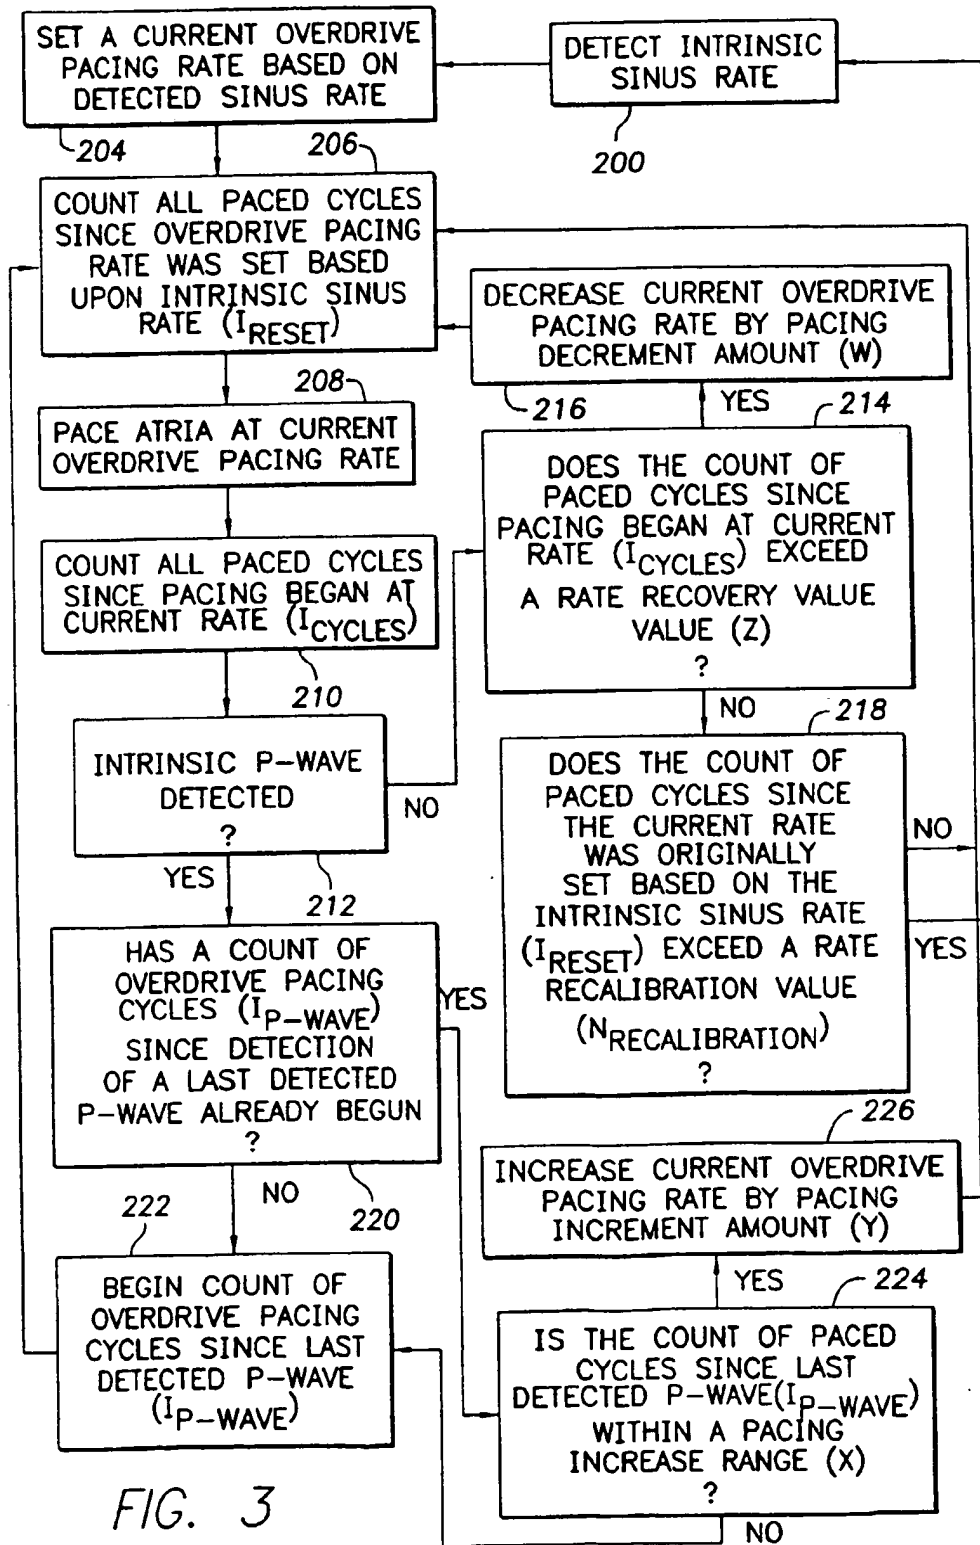 SET A CURRENT OVERDRIVE
PACING RATE BASED ON
DETECTED SINUS RATE
204
DETECT INTRINSIC
SINUS RATE
200
206
COUNT ALL PACED CYCLES
SINCE OVERDRIVE PACING
RATE WAS SET BASED
UPON INTRINSIC SINUS
RATE (IRESET)
208
PACE ATRIA AT CURRENT
OVERDRIVE PACING RATE
COUNT ALL PACED CYCLES
SINCE PACING BEGAN AT
CURRENT RATE (ICYCLES)
210
INTRINSIC P-WAVE
DETECTED
?
NO
YES
212
DECREASE CURRENT OVERDRIVE
PACING RATE BY PACING
DECREMENT AMOUNT (W)
216
YES
214
DOES THE COUNT OF
PACED CYCLES SINCE
PACING BEGAN AT CURRENT
RATE (ICYCLES) EXCEED
A RATE RECOVERY VALUE
VALUE (Z)
?
NO
218
DOES THE COUNT OF
PACED CYCLES SINCE
THE CURRENT RATE
WAS ORIGINALLY
SET BASED ON THE
INTRINSIC SINUS RATE
(IRESET) EXCEED A RATE
RECALIBRATION VALUE
(NRECALIBRATION)
?
NO
YES
HAS A COUNT OF
OVERDRIVE PACING
CYCLES (IP-WAVE)
SINCE DETECTION
OF A LAST DETECTED
P-WAVE ALREADY BEGUN
?
YES
NO
220
222
BEGIN COUNT OF
OVERDRIVE PACING
CYCLES SINCE LAST
DETECTED P-WAVE
(IP-WAVE)
226
INCREASE CURRENT OVERDRIVE
PACING RATE BY PACING
INCREMENT AMOUNT (Y)
YES
224
IS THE COUNT OF PACED
CYCLES SINCE LAST
DETECTED P-WAVE(IP-WAVE)
WITHIN A PACING
INCREASE RANGE (X)
?
NO
FIG. 3